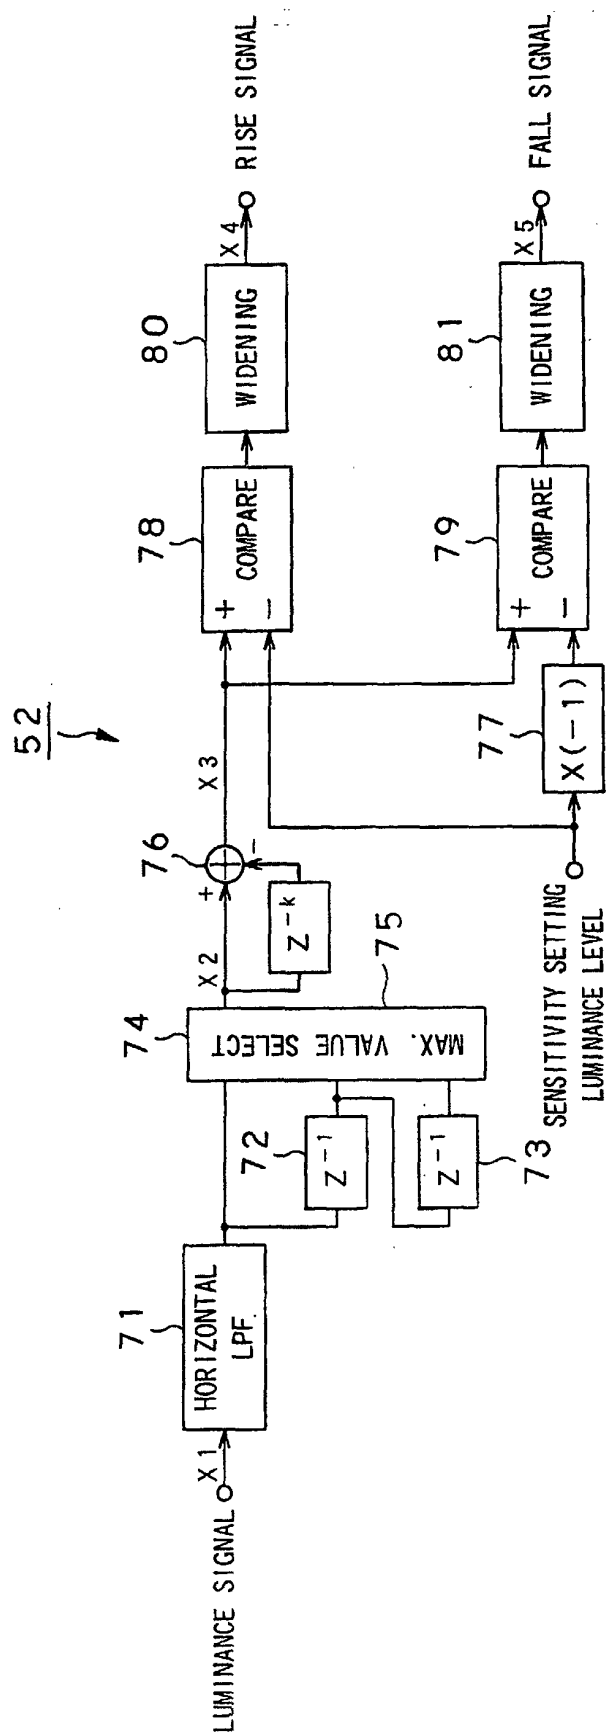 52
LUMINANCE SIGNAL
X1
71
HORIZONTAL
LPF.
72
Z⁻¹
73
Z⁻¹
74
MAX. VALUE SELECT
75
X2
Z⁻ᵏ
+
−
76
X3
SENSITIVITY SETTING
LUMINANCE LEVEL
77
X(−1)
78
+
−
COMPARE
79
+
−
COMPARE
80
WIDENING
X4
RISE SIGNAL
81
WIDENING
X5
FALL SIGNAL